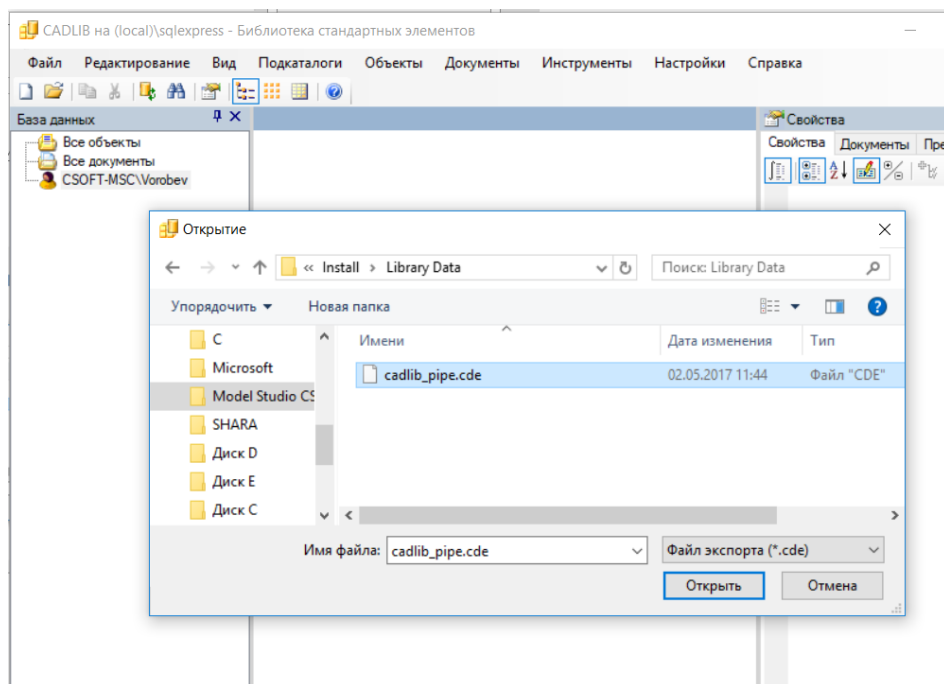 CADLIB на (local)\sqlexpress - Библиотека стандартных элементов
Файл Редактирование Вид Подкаталоги Объекты Документы Инструменты Настройки Справка
База данных
Свойства
Все объекты
Все документы
CSOFT-MSC\Vorobev
Свойства Документы Пре
Открытие
« Install › Library Data
Поиск: Library Data
Упорядочить Новая папка
Имени Дата изменения Тип
C
Microsoft
Model Studio CS
SHARA
Диск D
Диск E
Диск C
cadlib_pipe.cde 02.05.2017 11:44 Файл "CDE"
Имя файла: cadlib_pipe.cde Файл экспорта (*.cde)
Открыть Отмена